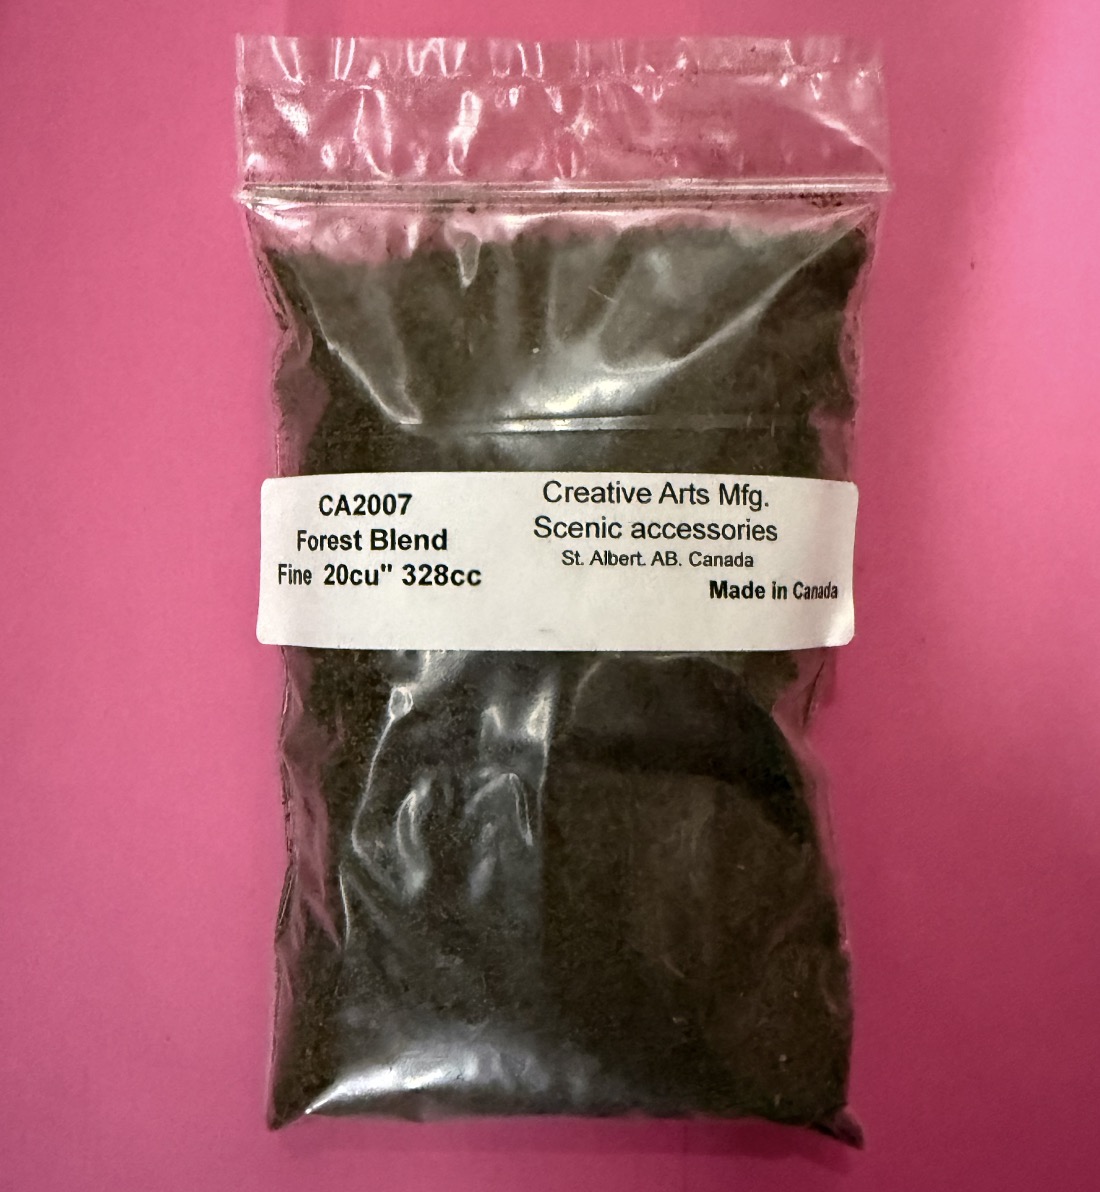 CA2007
Forest Blend
Fine 20cu" 328cc
Creative Arts Mfg.
Scenic accessories
St. Albert. AB. Canada
Made in Canada